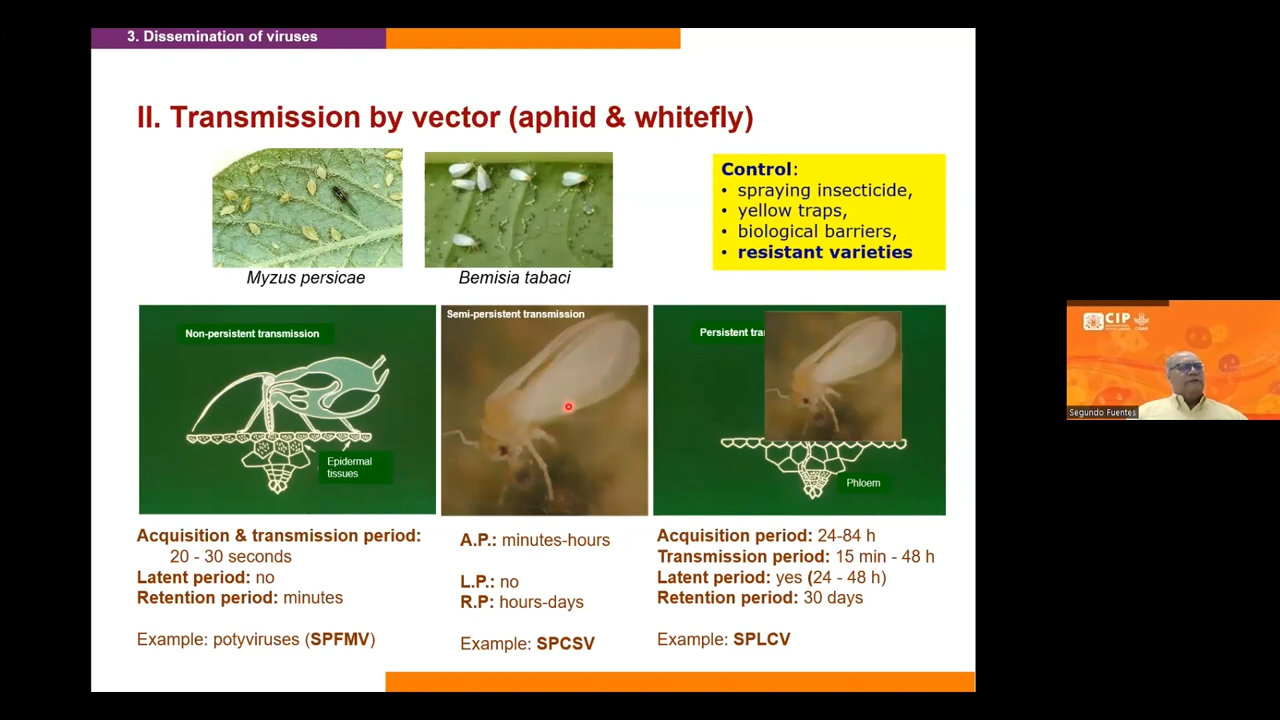 3. Dissemination of viruses
II. Transmission by vector (aphid & whitefly)
Myzus persicae
Bemisia tabaci
Control:
• spraying insecticide,
• yellow traps,
• biological barriers,
• resistant varieties
Non-persistent transmission
Epidermal
tissues
Semi-persistent transmission
Persistent tra
Phloem
Acquisition & transmission period:
20 - 30 seconds
Latent period: no
Retention period: minutes
Example: potyviruses (SPFMV)
A.P.: minutes-hours
L.P.: no
R.P: hours-days
Example: SPCSV
Acquisition period: 24-84 h
Transmission period: 15 min - 48 h
Latent period: yes (24 - 48 h)
Retention period: 30 days
Example: SPLCV
CIP
Segundo Fuentes